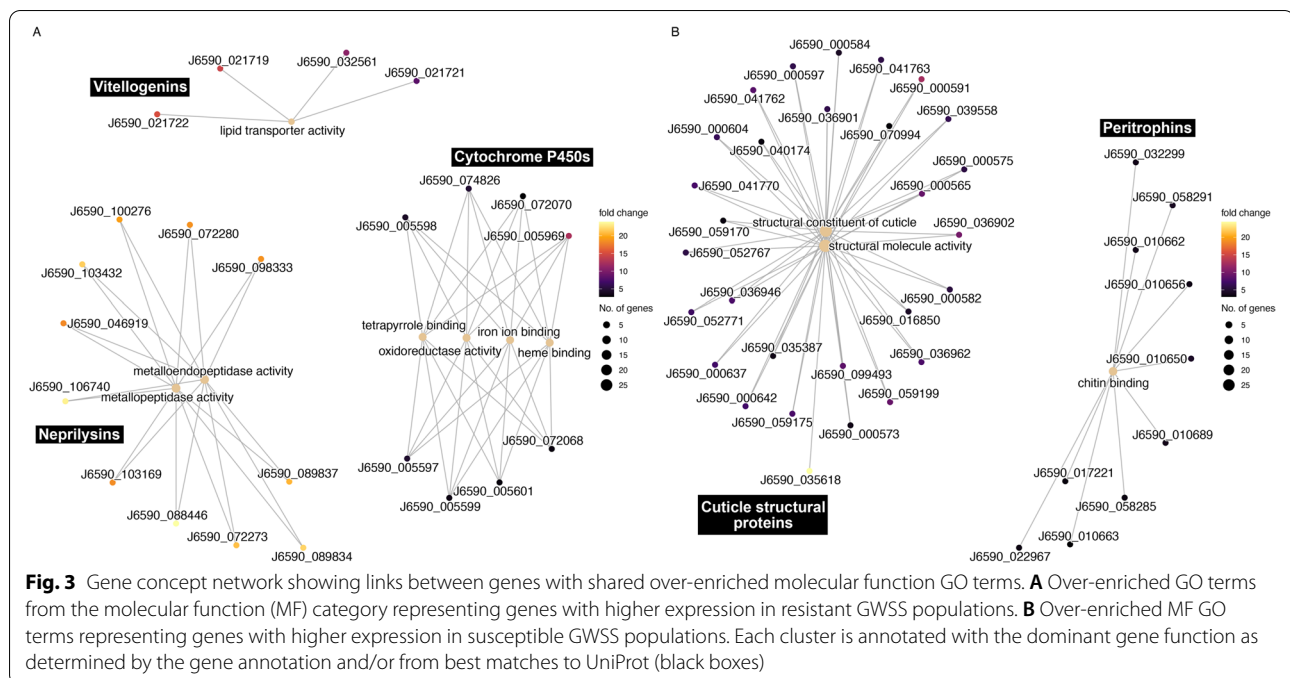 A
J6590_021719
J6590_032561
J6590_021721
Vitellogenins
J6590_021722
lipid transporter activity
Cytochrome P450s
J6590_074826
J6590_072070
J6590_005598
J6590_005969
J6590_100276
J6590_072280
J6590_103432
J6590_098333
J6590_046919
tetrapyrrole binding
iron ion binding
oxidoreductase activity
heme binding
metalloendopeptidase activity
J6590_106740
metallopeptidase activity
Neprilysins
J6590_072068
J6590_005597
J6590_103169
J6590_089837
J6590_005601
J6590_005599
J6590_088446
J6590_072273
J6590_089834
fold change
20
15
10
5
No. of genes
5
10
15
20
25
B
J6590_000584
J6590_000597
J6590_041763
J6590_041762
J6590_000591
J6590_036901
J6590_039558
J6590_000604
J6590_070994
J6590_040174
J6590_000575
J6590_041770
J6590_000565
structural constituent of cuticle
J6590_036902
J6590_059170
structural molecule activity
J6590_052767
J6590_036946
J6590_000582
J6590_052771
J6590_016850
J6590_035387
J6590_036962
J6590_000637
J6590_099493
J6590_000642
J6590_059199
J6590_059175
J6590_000573
J6590_035618
Cuticle structural
proteins
Peritrophins
J6590_032299
J6590_058291
J6590_010662
J6590_010656
J6590_010650
chitin binding
J6590_010689
J6590_017221
J6590_058285
J6590_010663
J6590_022967
fold change
20
15
10
5
No. of genes
5
10
15
20
25
Fig. 3 Gene concept network showing links between genes with shared over-enriched molecular function GO terms. A Over-enriched GO terms
from the molecular function (MF) category representing genes with higher expression in resistant GWSS populations. B Over-enriched MF GO
terms representing genes with higher expression in susceptible GWSS populations. Each cluster is annotated with the dominant gene function as
determined by the gene annotation and/or from best matches to UniProt (black boxes)